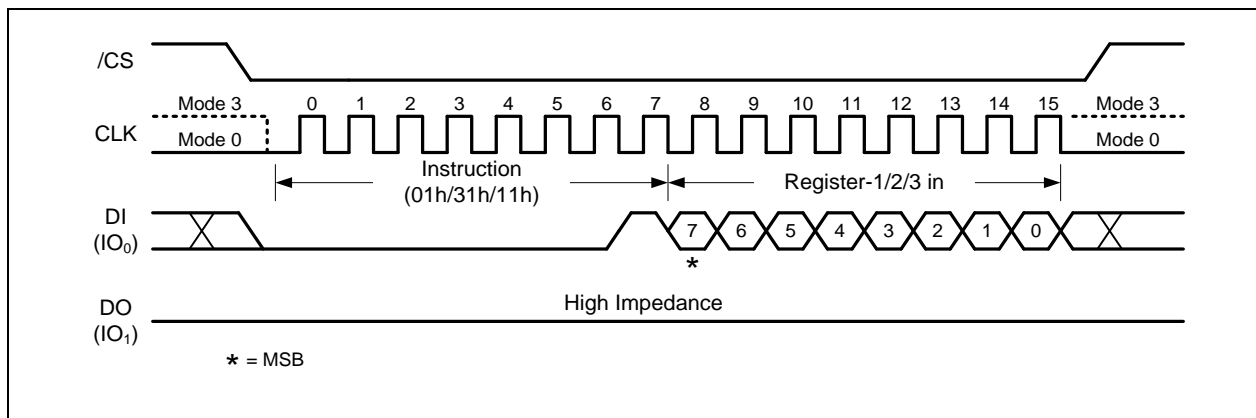 /CS
Mode 3 0 1 2 3 4 5 6 7 8 9 10 11 12 13 14 15 Mode 3
CLK Mode 0 Mode 0
Instruction
(01h/31h/11h)
Register-1/2/3 in
DI
(IO₀)
7 6 5 4 3 2 1 0
*
DO
(IO₁)
High Impedance
* = MSB